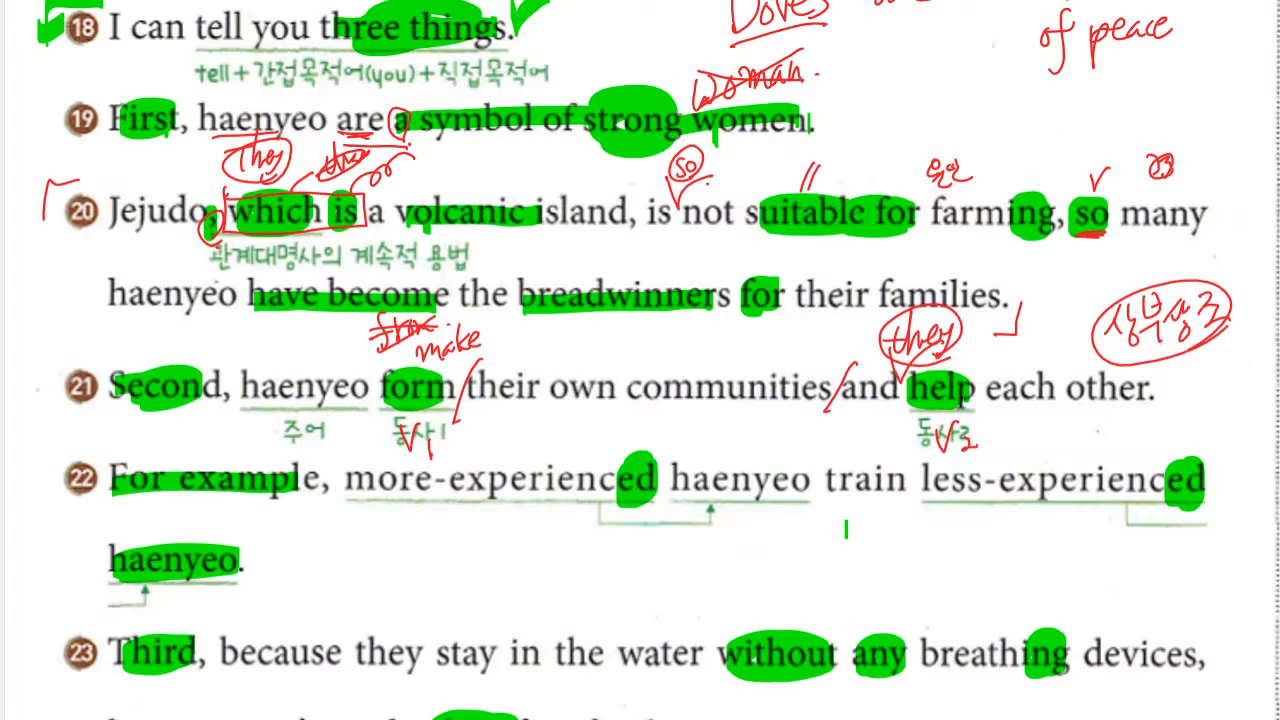 Doves
of peace
18 I can tell you three things.
tell+간접목적어(you)+직접목적어
woman.
19 First, haenyeo are a symbol of strong women.
They
so
20 Jejudo, which is a volcanic island, is not suitable for farming, so many
관계대명사의 계속적 용법
haenyeo have become the breadwinners for their families.
make
they
상부상조
21 Second, haenyeo form their own communities and help each other.
주어 동사1 동사2
V1 V2
22 For example, more-experienced haenyeo train less-experienced
haenyeo.
23 Third, because they stay in the water without any breathing devices,